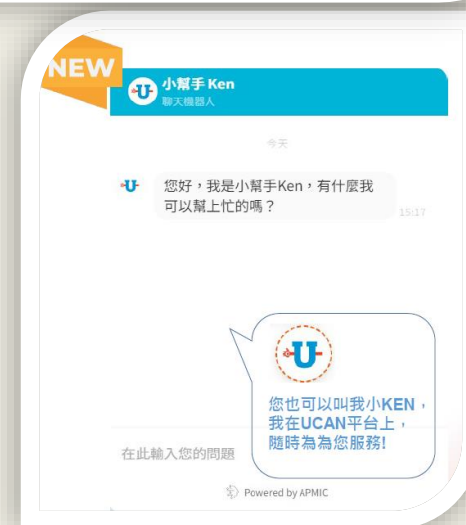 NEW
小幫手 Ken
聊天機器人
今天
您好，我是小幫手Ken，有什麼我
可以幫上忙的嗎？
15:17
U
您也可以叫我小KEN，
我在UCAN平台上，
隨時為為您服務!
在此輸入您的問題
Powered by APMIC